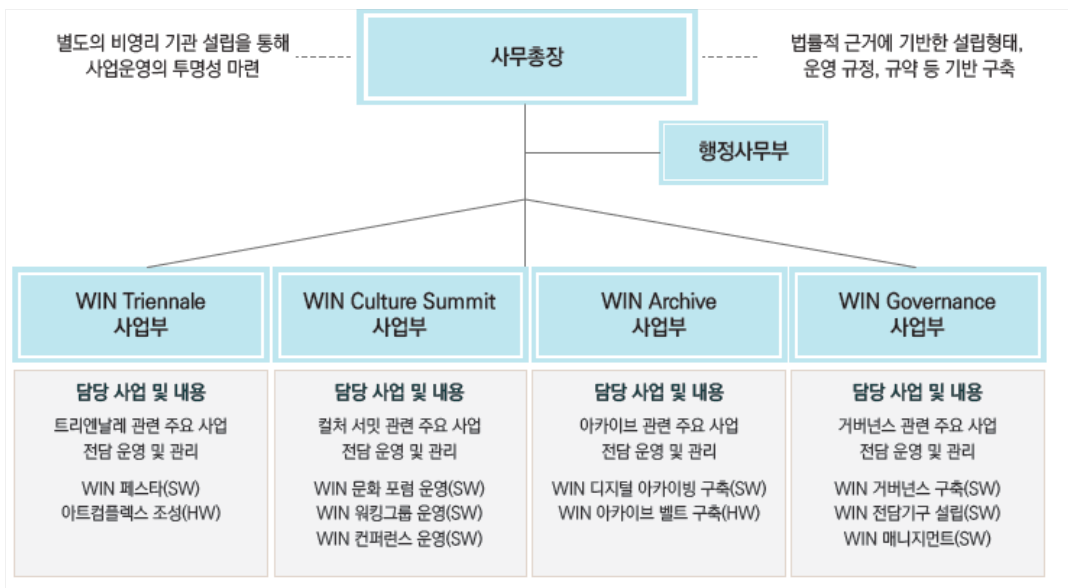 별도의 비영리 기관 설립을 통해
사업운영의 투명성 마련
사무총장
법률적 근거에 기반한 설립형태,
운영 규정, 규약 등 기반 구축
행정사무부
WIN Triennale
사업부
담당 사업 및 내용
트리엔날레 관련 주요 사업
전담 운영 및 관리
WIN 페스타(SW)
아트컴플렉스 조성(HW)
WIN Culture Summit
사업부
담당 사업 및 내용
컬처 서밋 관련 주요 사업
전담 운영 및 관리
WIN 문화 포럼 운영(SW)
WIN 워킹그룹 운영(SW)
WIN 컨퍼런스 운영(SW)
WIN Archive
사업부
담당 사업 및 내용
아카이브 관련 주요 사업
전담 운영 및 관리
WIN 디지털 아카이빙 구축(SW)
WIN 아카이브 벨트 구축(HW)
WIN Governance
사업부
담당 사업 및 내용
거버넌스 관련 주요 사업
전담 운영 및 관리
WIN 거버넌스 구축(SW)
WIN 전담기구 설립(SW)
WIN 매니지먼트(SW)